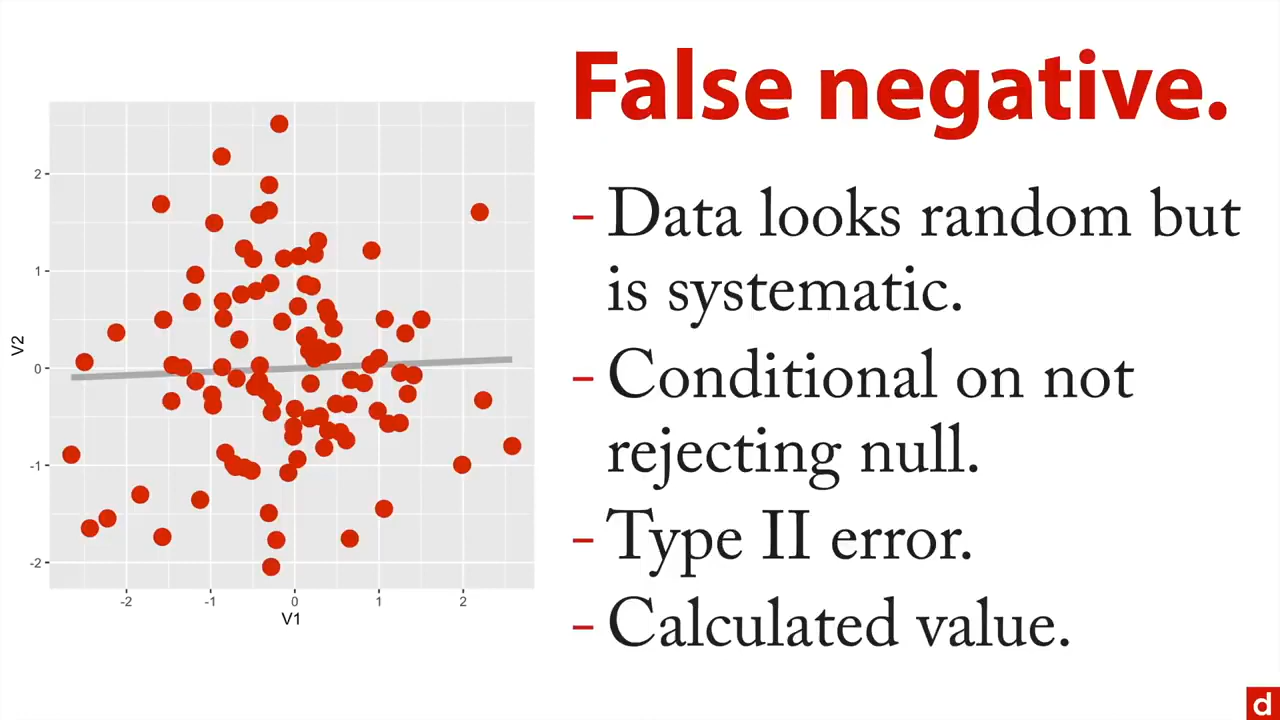 False negative.
– Data looks random but
is systematic.
– Conditional on not
rejecting null.
– Type II error.
– Calculated value.
V2
2
1
0
-1
-2
-2
-1
0
1
2
V1
d